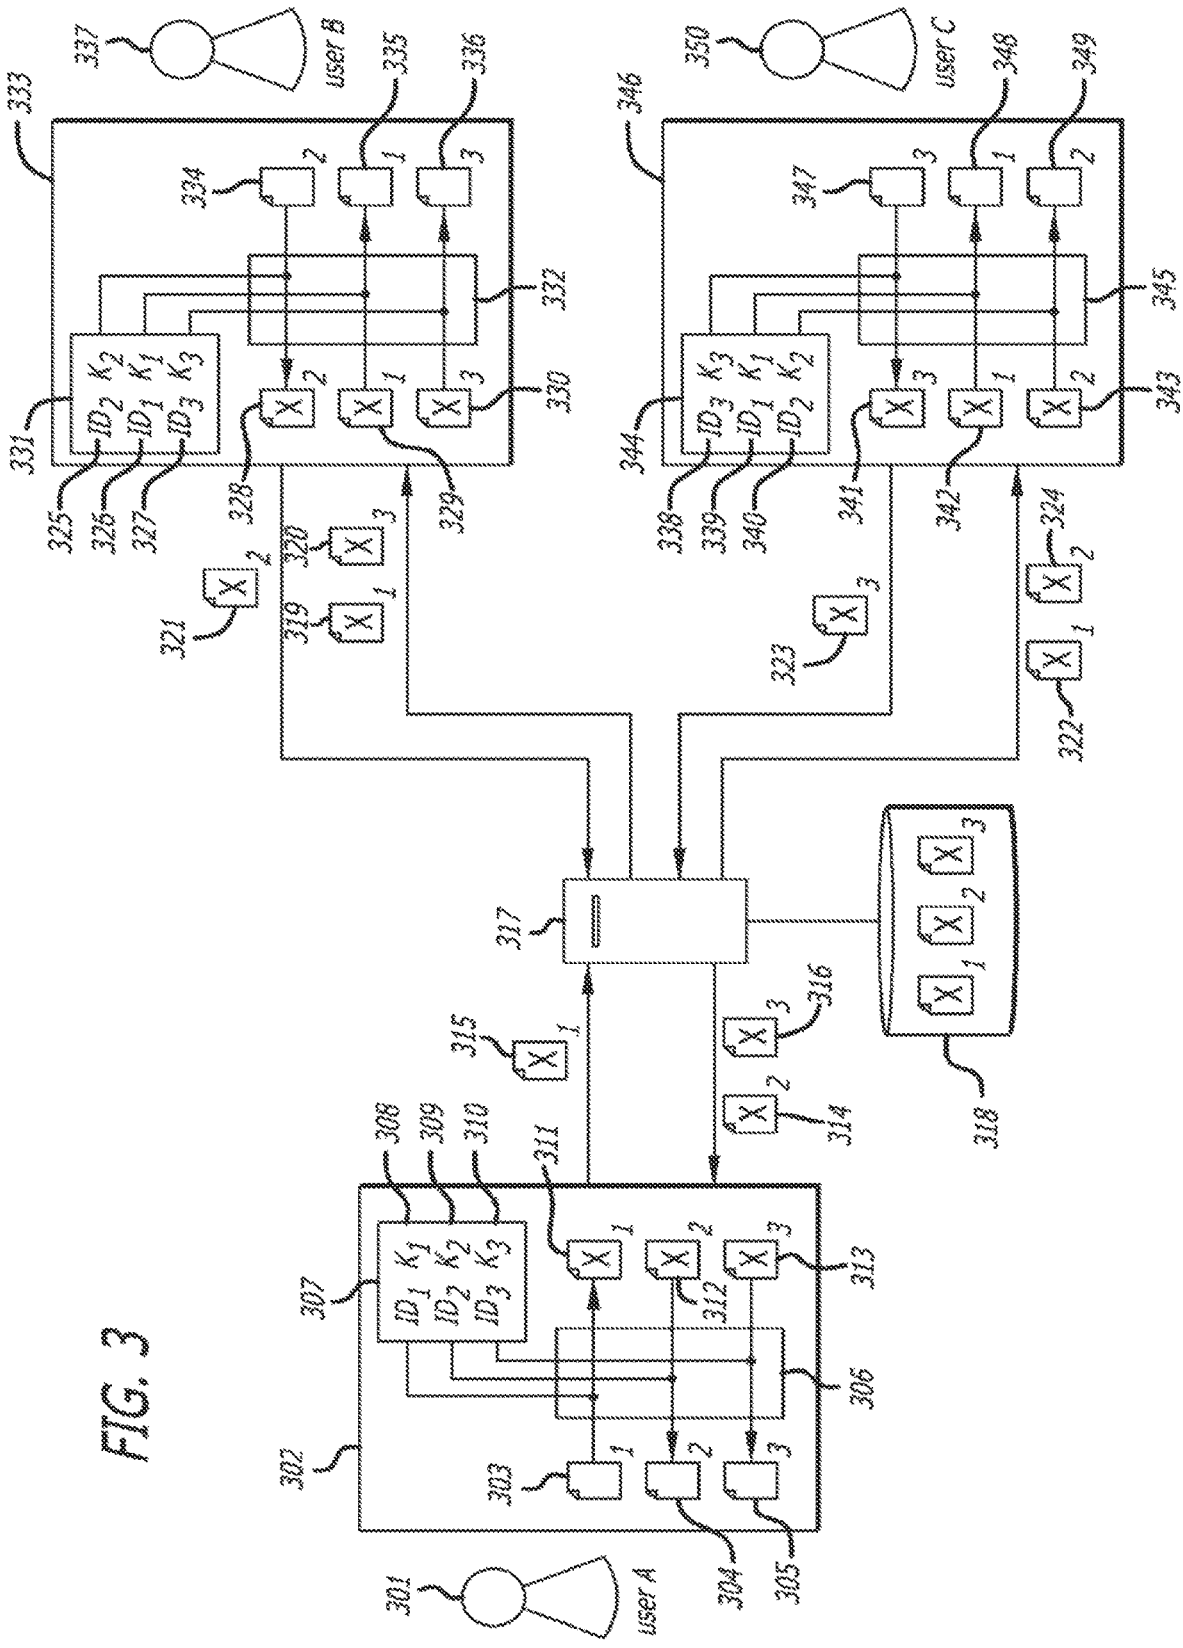 FIG. 3
301
user A
302
303
1
304
2
305
3
306
307
ID1 K1
ID2 K2
ID3 K3
308
309
310
311
X
1
312
X
2
313
X
3
314
X
2
315
X
1
316
X
3
317
318
X
1
X
2
X
3
319
X
1
320
X
3
321
X
2
322
X
1
323
X
3
324
X
2
325
326
327
331
ID2 K2
ID1 K1
ID3 K3
328
X
2
329
X
1
330
X
3
332
333
334
2
335
1
336
3
337
user B
338
339
340
344
ID3 K3
ID1 K1
ID2 K2
341
X
3
342
X
1
343
X
2
345
346
347
3
348
1
349
2
350
user C